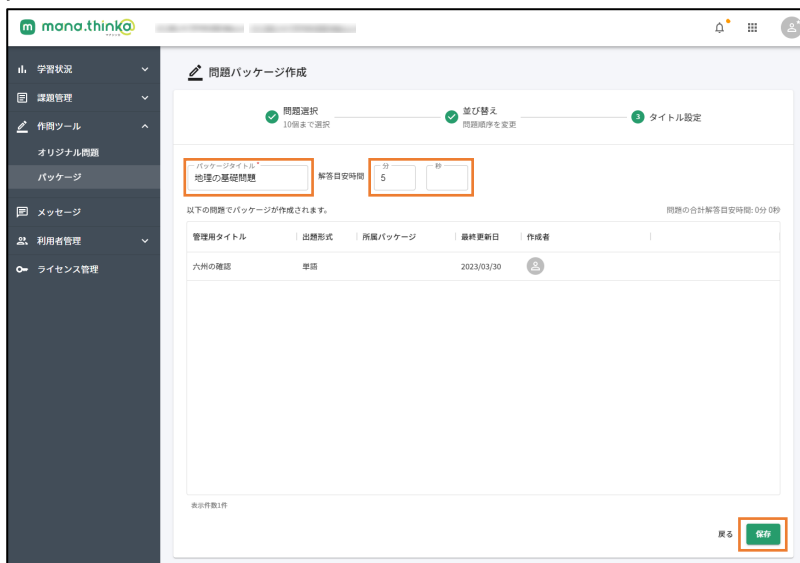 mana.thinka
学習状況
課題管理
作問ツール
オリジナル問題
パッケージ
メッセージ
利用者管理
ライセンス管理
問題パッケージ作成
問題選択
10個まで選択
並び替え
問題順序を変更
3 タイトル設定
パッケージタイトル*
地理の基礎問題
解答目安時間
分
5
秒
以下の問題でパッケージが作成されます。
問題の合計解答目安時間: 0分 0秒
管理用タイトル 出題形式 所属パッケージ 最終更新日 作成者
六州の確認 単語 2023/03/30
表示件数1件
戻る 保存